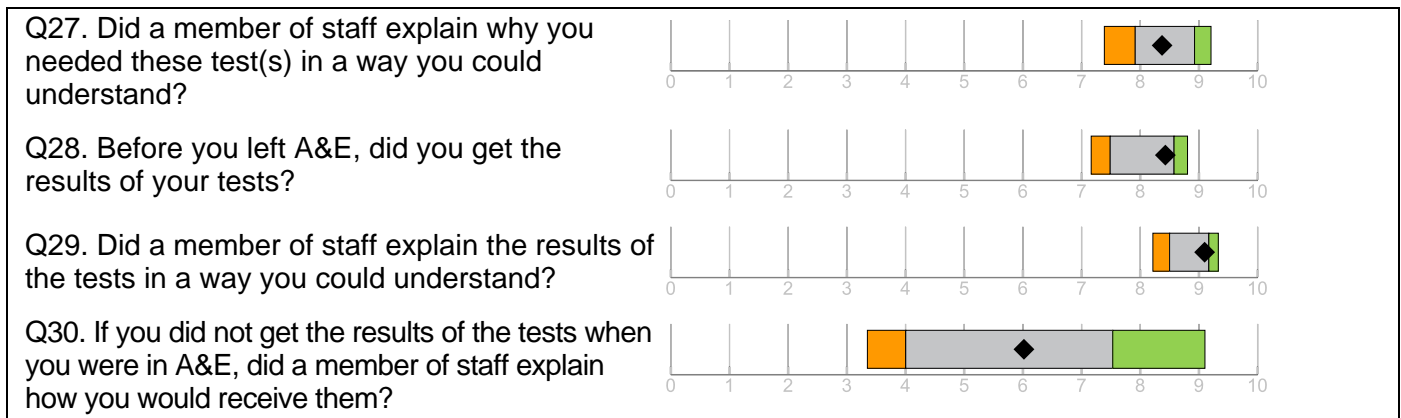 Q27. Did a member of staff explain why you
needed these test(s) in a way you could
understand?
0 1 2 3 4 5 6 7 8 9 10
Q28. Before you left A&E, did you get the
results of your tests?
0 1 2 3 4 5 6 7 8 9 10
Q29. Did a member of staff explain the results of
the tests in a way you could understand?
0 1 2 3 4 5 6 7 8 9 10
Q30. If you did not get the results of the tests when
you were in A&E, did a member of staff explain
how you would receive them?
0 1 2 3 4 5 6 7 8 9 10